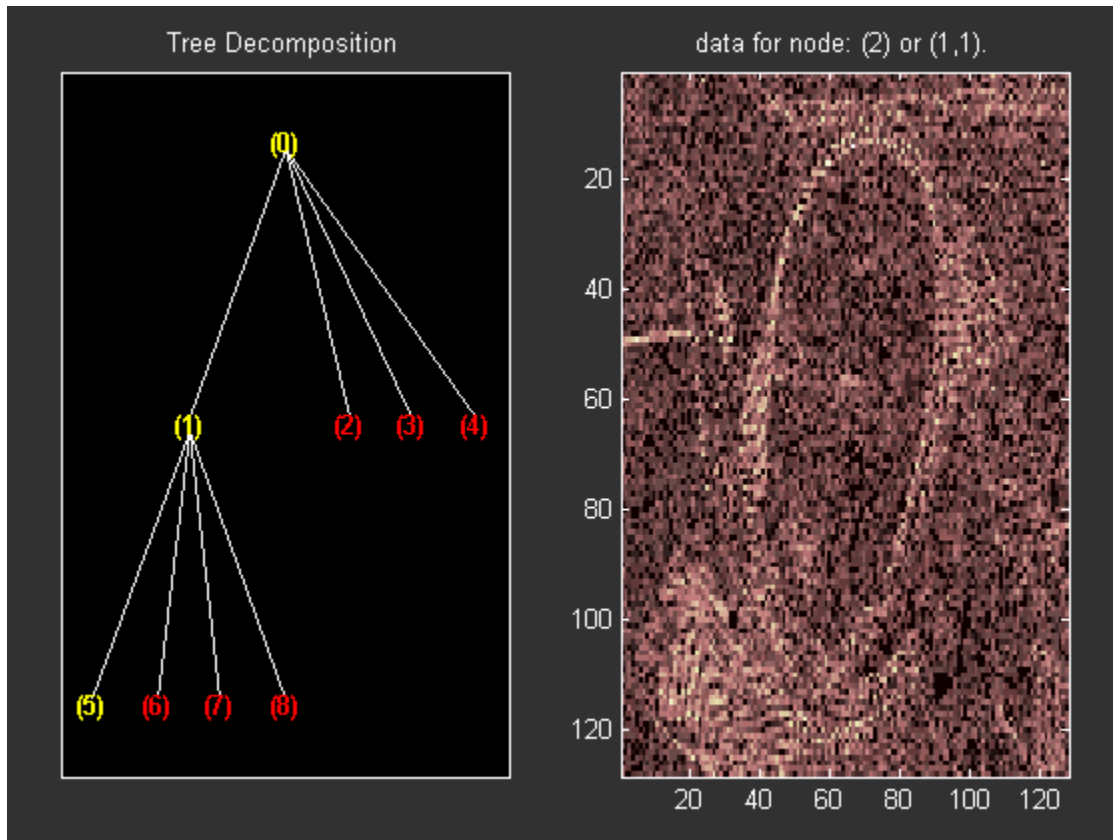 Tree Decomposition
(0)
(1) (2) (3) (4)
(5) (6) (7) (8)
data for node: (2) or (1,1).
20
40
60
80
100
120
20 40 60 80 100 120